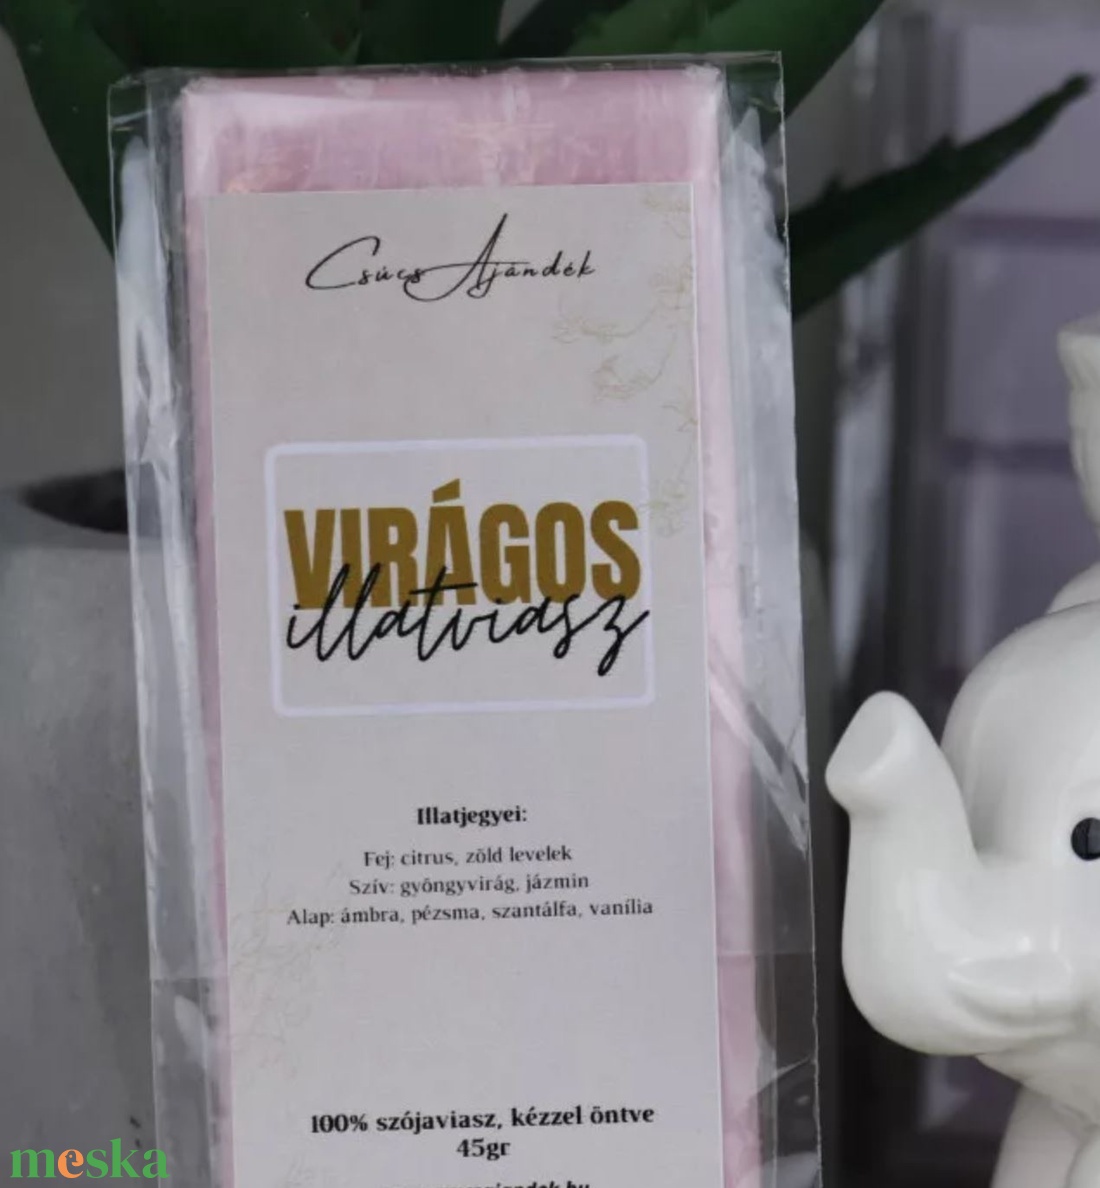 Csúcs Ajándék
VIRÁGOS
illatviasz
Illatjegyei:
Fej: citrus, zöld levelek
Szív: gyöngyvirág, jázmin
Alap: ámbra, pézsma, szantálfa, vanília
100% szójaviasz, kézzel öntve
45gr
meska